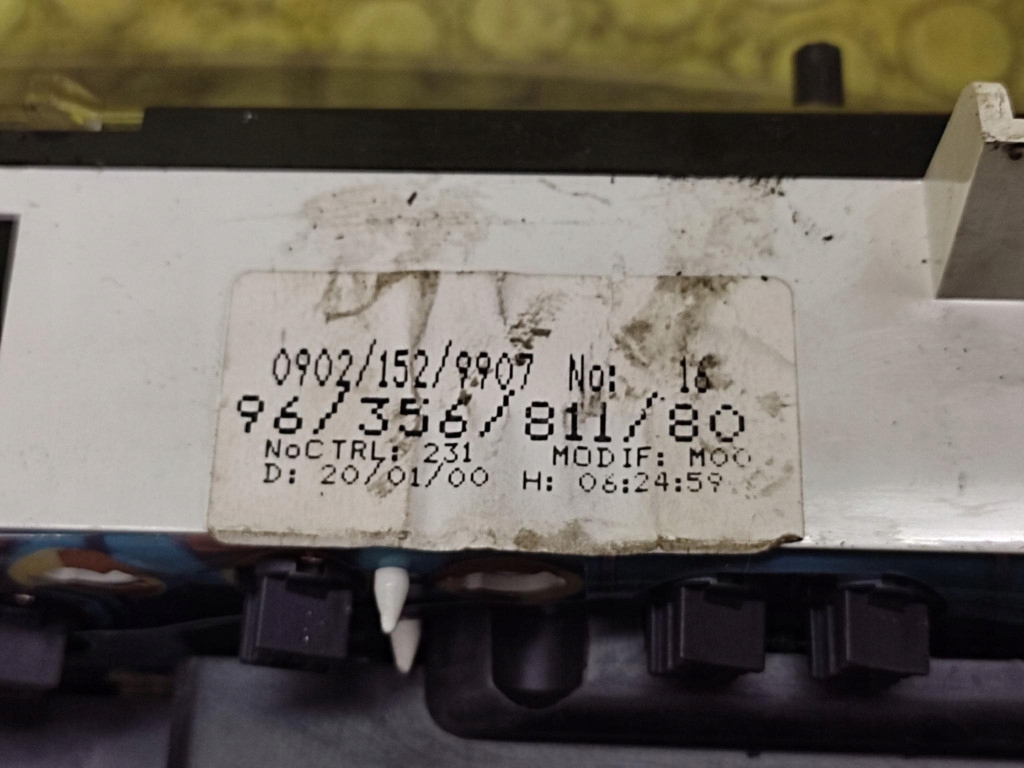 0902/152/9907 No: 16
96/356/811/80
NoCTRL: 231 MODIF: M00
D: 20/01/00 H: 06:24:59